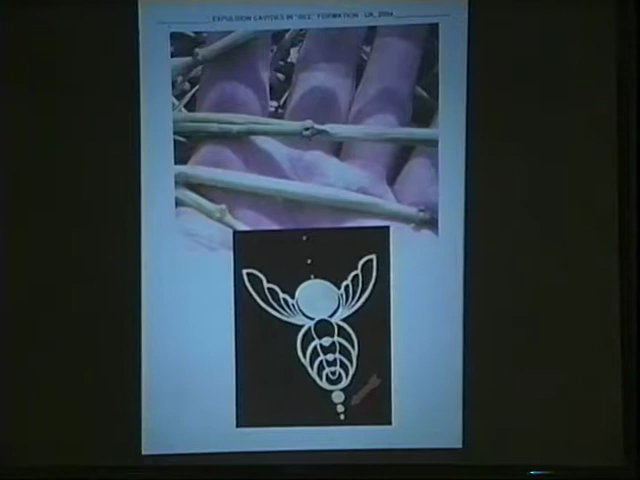 EXPULSION CAVITIES IN "BEE" FORMATION - UK, 2004